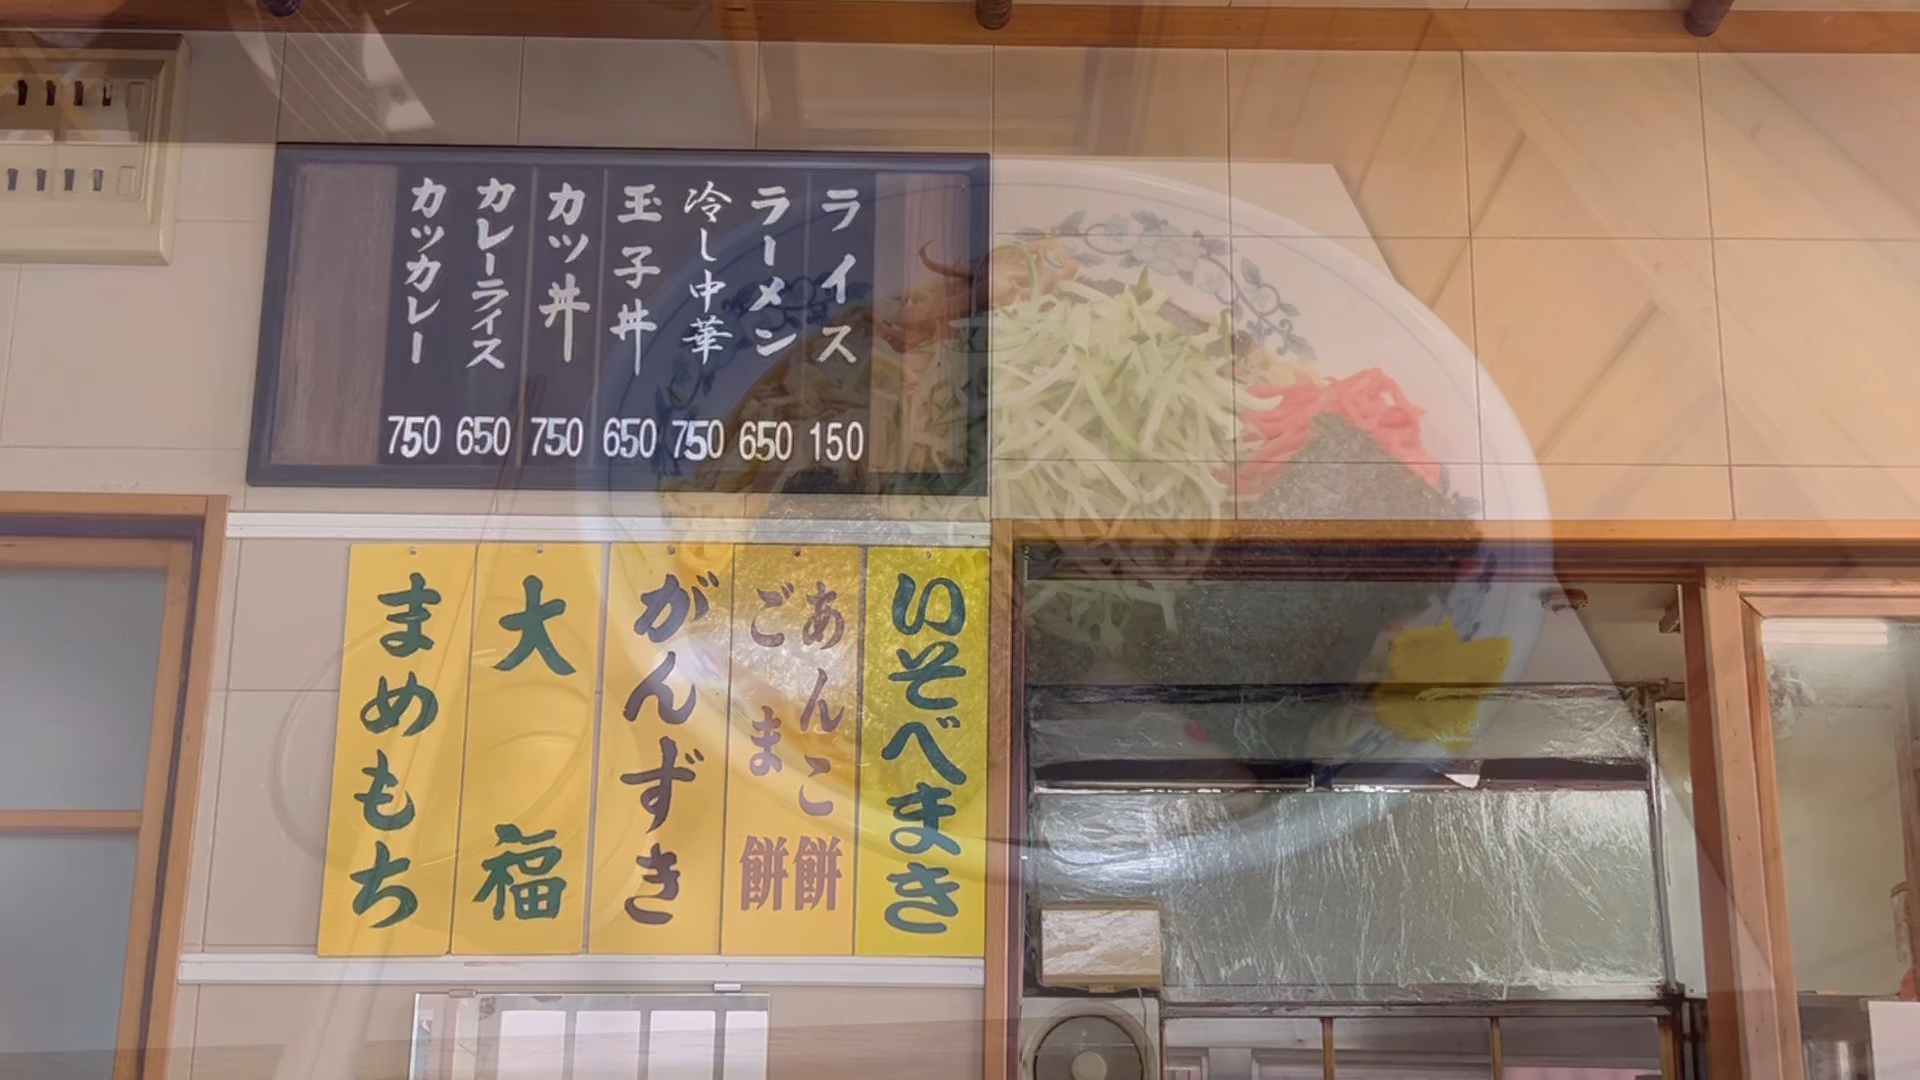 ライス 150
ラーメン 650
冷し中華 750
玉子丼 650
カツ丼 750
カレーライス 650
カツカレー 750
いそべまき
あんこ餅
ごま餅
がんずき
大福
まめもち